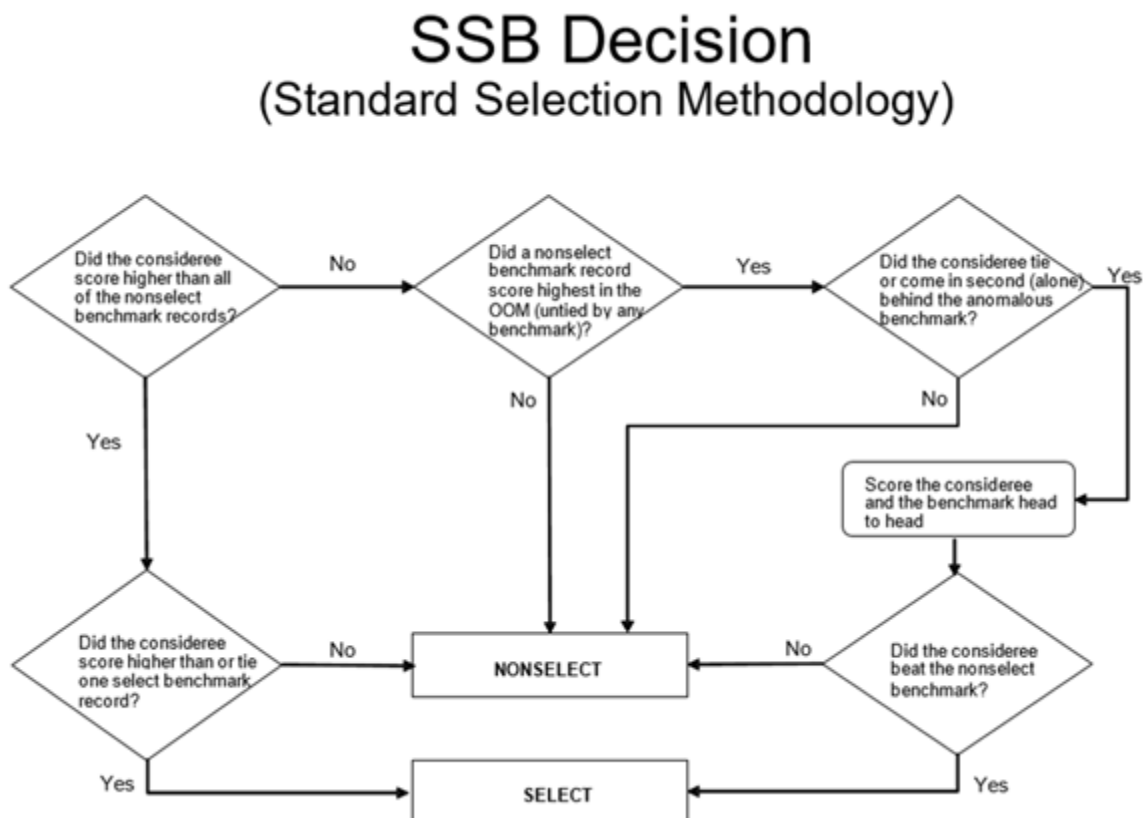 SSB Decision
(Standard Selection Methodology)
Did the consideree
score higher than all
of the nonselect
benchmark records?
No
Did a nonselect
benchmark record
score highest in the
OOM (untied by any
benchmark)?
Yes
Did the consideree tie
or come in second (alone)
behind the anomalous
benchmark?
Yes
Yes
No
No
Score the consideree
and the benchmark head
to head
Did the consideree
score higher than or tie
one select benchmark
record?
No
NONSELECT
No
Did the consideree
beat the nonselect
benchmark?
Yes
SELECT
Yes